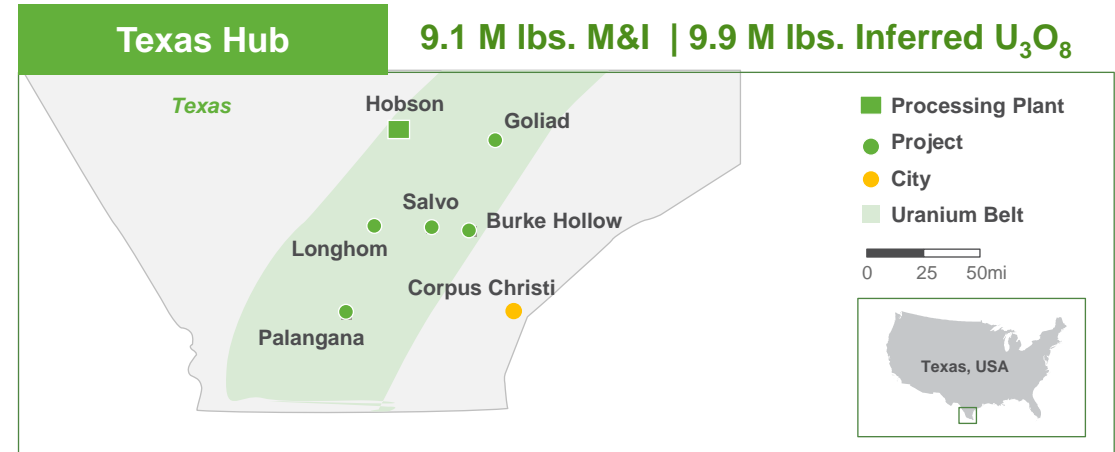 Texas Hub
9.1 M lbs. M&I | 9.9 M lbs. Inferred U₃O₈
Texas
Hobson
Goliad
Salvo
Burke Hollow
Longhom
Corpus Christi
Palangana
Processing Plant
Project
City
Uranium Belt
0 25 50mi
Texas, USA